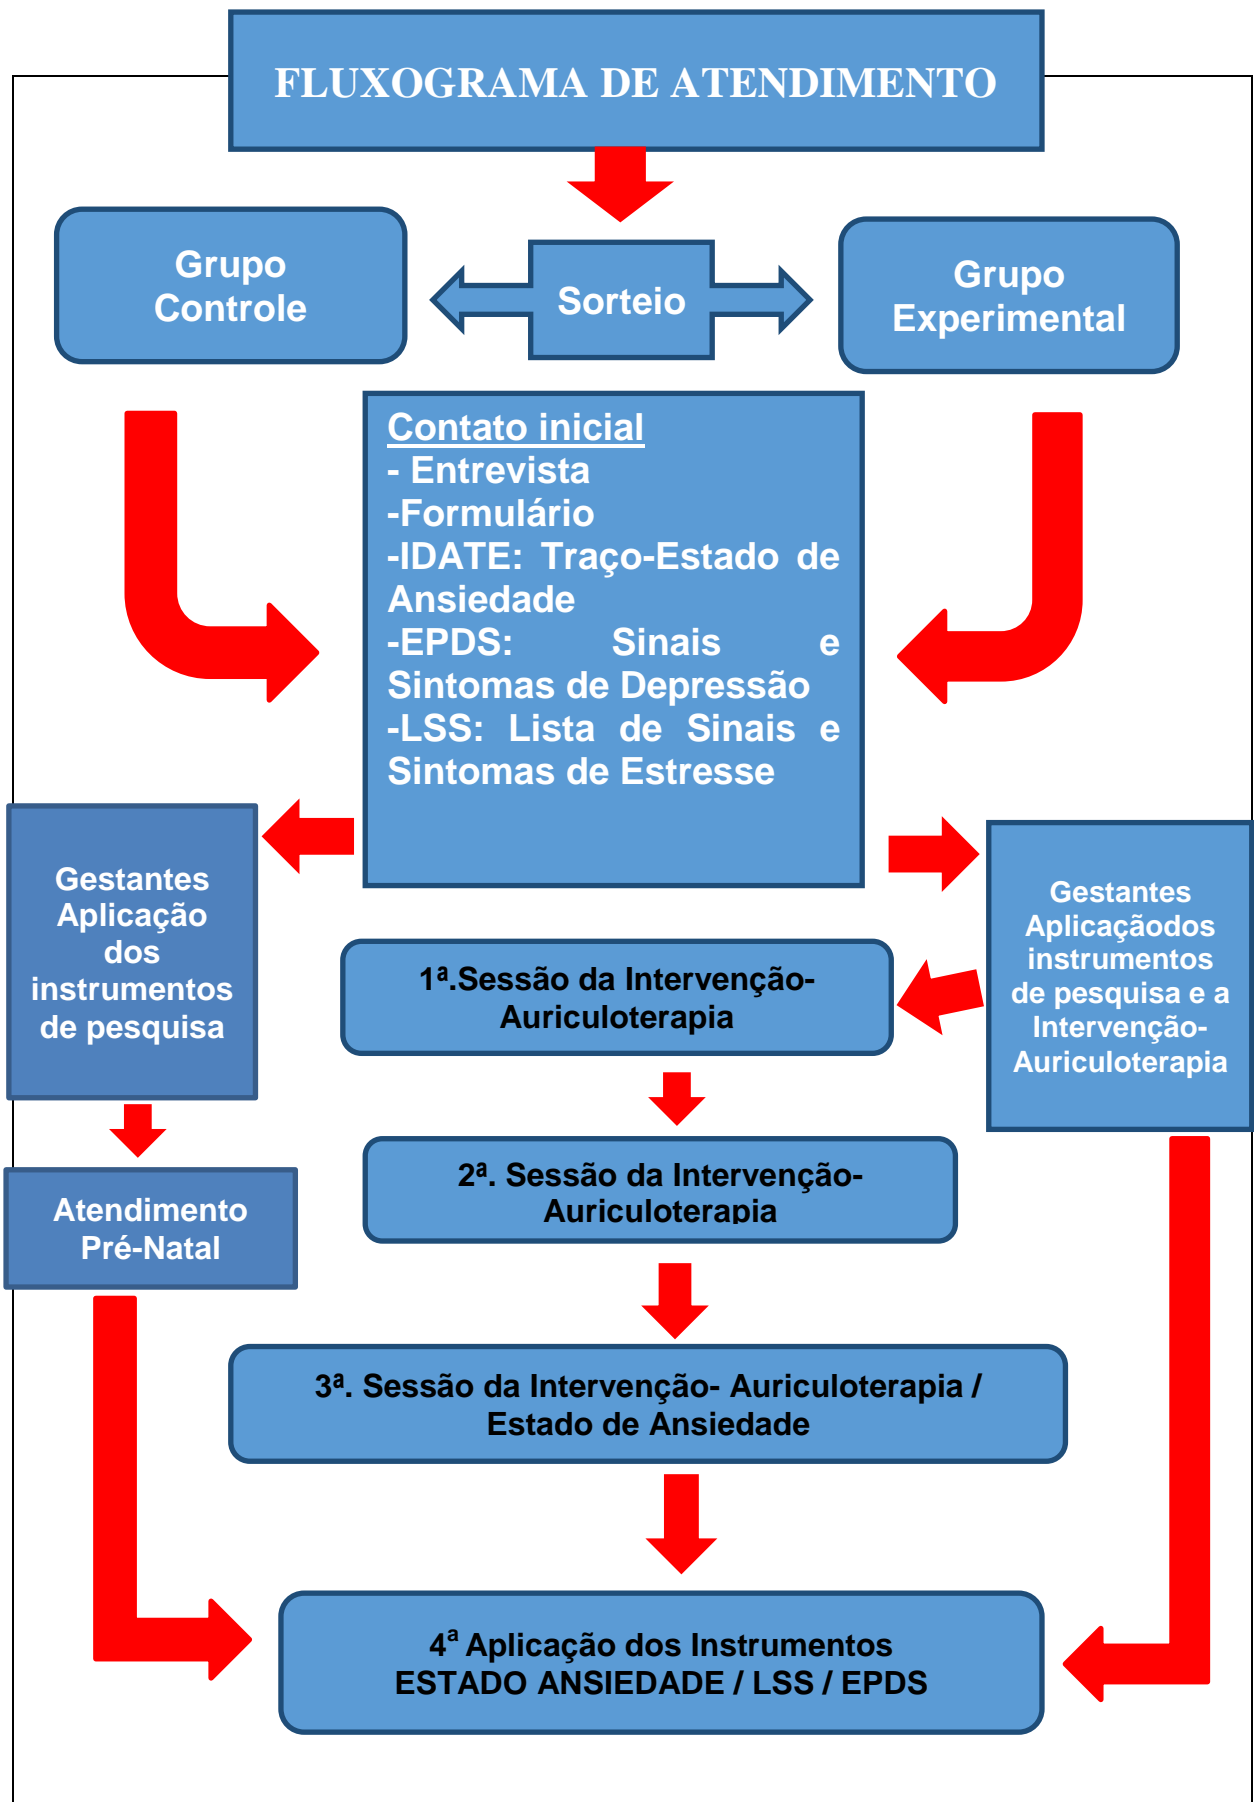 FLUXOGRAMA DE ATENDIMENTO
Grupo
Controle
Sorteio
Grupo
Experimental
Contato inicial
- Entrevista
-Formulário
-IDATE: Traço-Estado de
Ansiedade
-EPDS: Sinais e
Sintomas de Depressão
-LSS: Lista de Sinais e
Sintomas de Estresse
Gestantes
Aplicação
dos
instrumentos
de pesquisa
Gestantes
Aplicaçãodos
instrumentos
de pesquisa e a
Intervenção-
Auriculoterapia
1ª.Sessão da Intervenção-
Auriculoterapia
2ª. Sessão da Intervenção-
Auriculoterapia
Atendimento
Pré-Natal
3ª. Sessão da Intervenção- Auriculoterapia /
Estado de Ansiedade
4ª Aplicação dos Instrumentos
ESTADO ANSIEDADE / LSS / EPDS